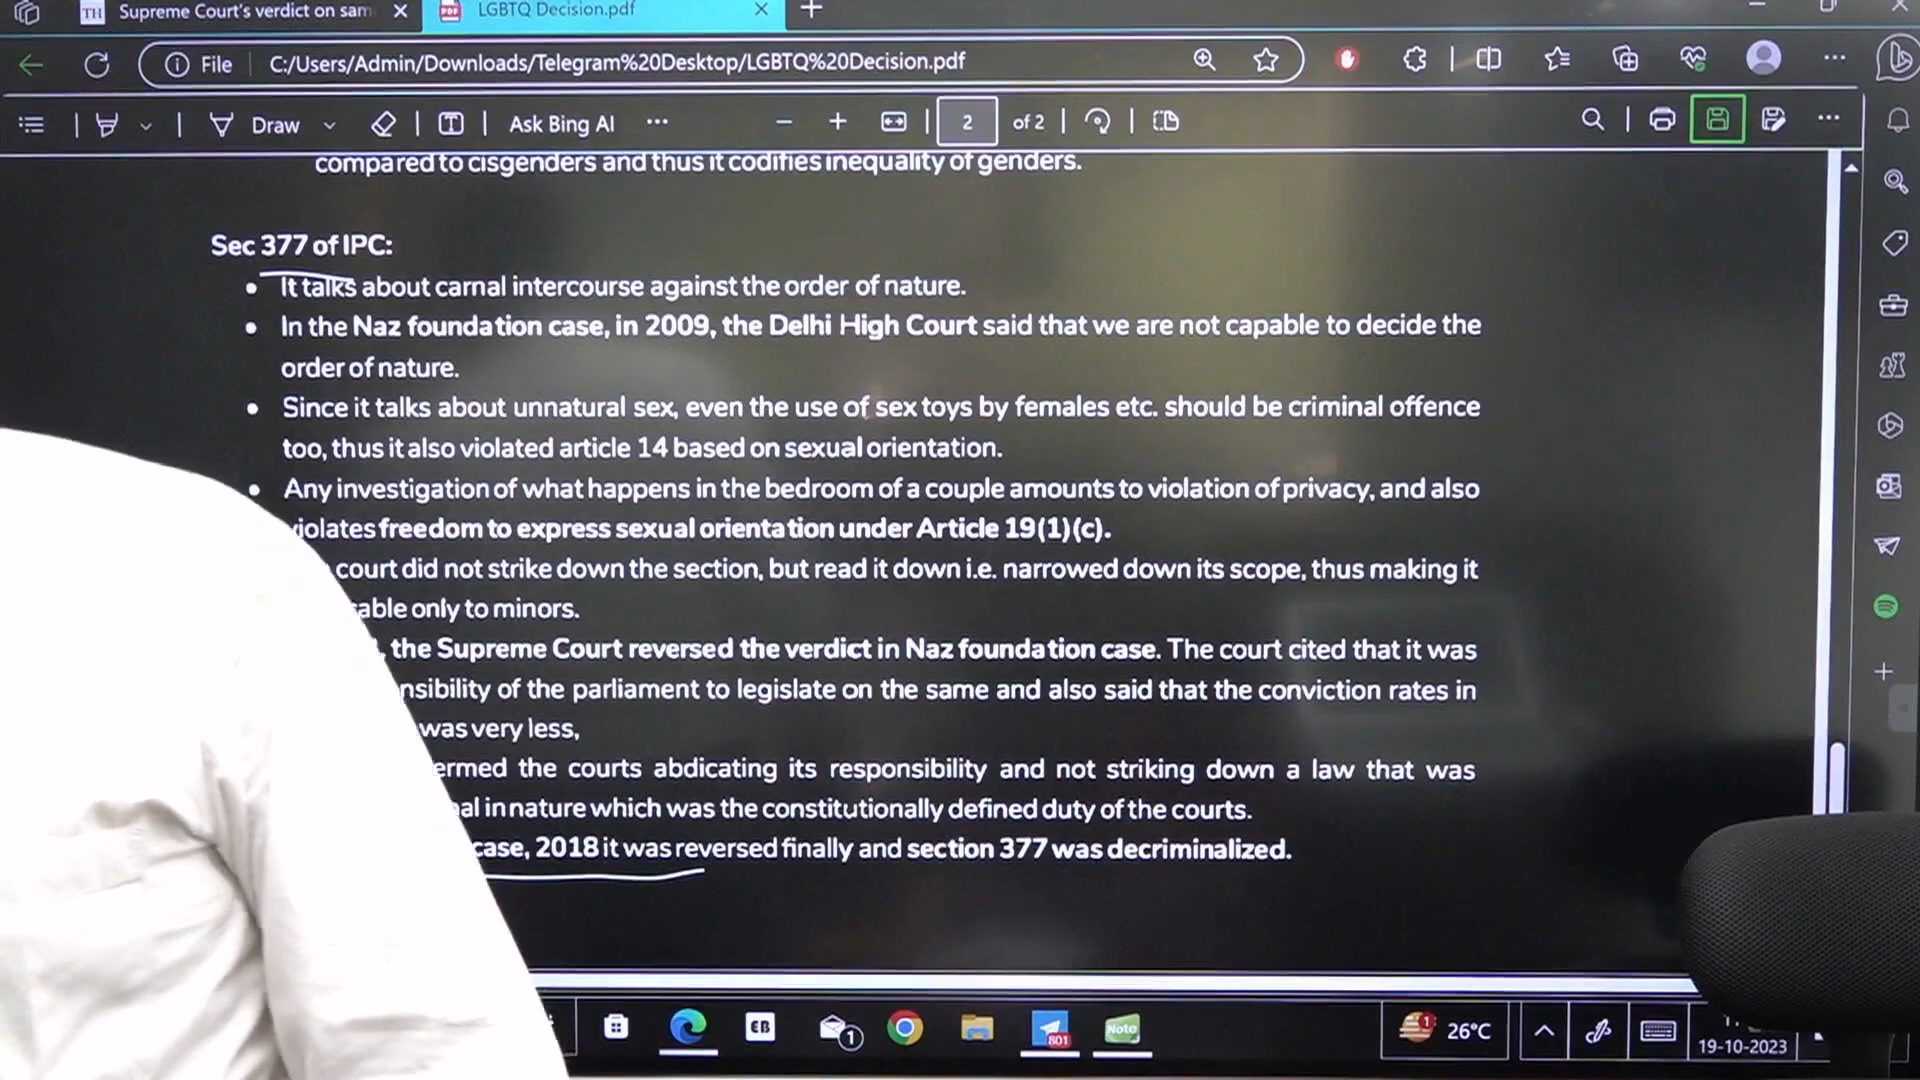 Supreme Court's verdict on sam
LGBTQ Decision.pdf
File C:/Users/Admin/Downloads/Telegram%20Desktop/LGBTQ%20Decision.pdf
Draw Ask Bing AI 2 of 2
compared to cisgenders and thus it codifies inequality of genders.
Sec 377 of IPC:
It talks about carnal intercourse against the order of nature.
In the Naz foundation case, in 2009, the Delhi High Court said that we are not capable to decide the
order of nature.
Since it talks about unnatural sex, even the use of sex toys by females etc. should be criminal offence
too, thus it also violated article 14 based on sexual orientation.
Any investigation of what happens in the bedroom of a couple amounts to violation of privacy, and also
violates freedom to express sexual orientation under Article 19(1)(c).
court did not strike down the section, but read it down i.e. narrowed down its scope, thus making it
only to minors.
the Supreme Court reversed the verdict in Naz foundation case. The court cited that it was
of the parliament to legislate on the same and also said that the conviction rates in
was very less,
the courts abdicating its responsibility and not striking down a law that was
in nature which was the constitutionally defined duty of the courts.
case, 2018 it was reversed finally and section 377 was decriminalized.
26°C
19-10-2023